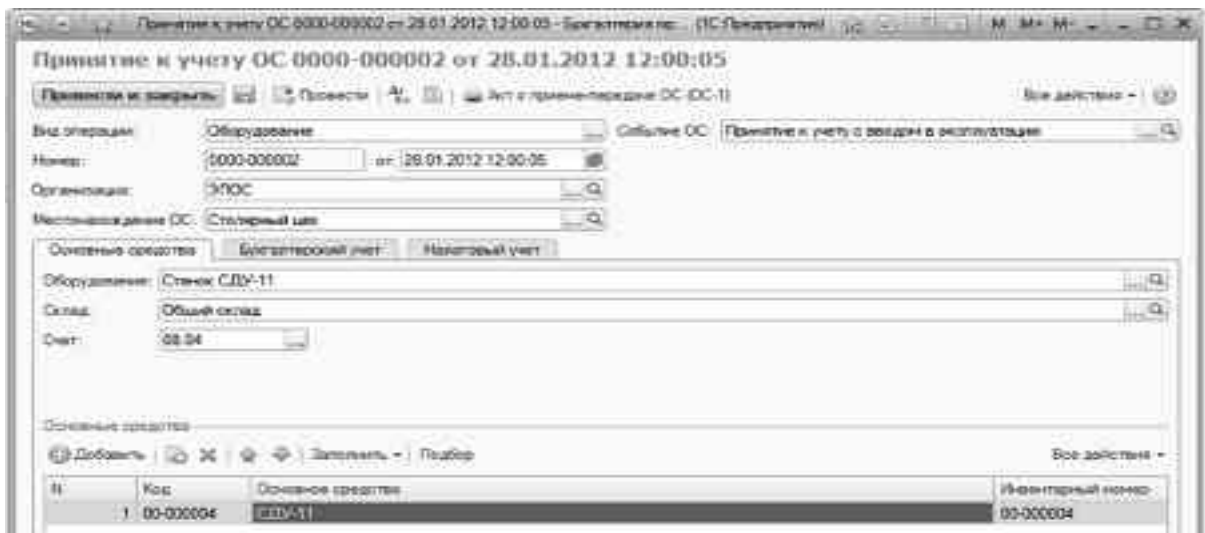 Принятие к учету ОС 0000-000002 от 28.01.2012 12:00:05 - Бухгалтерия пр... (1С:Предприятие) M M+ M-
Принятие к учету ОС 0000-000002 от 28.01.2012 12:00:05
Провести и закрыть Провести Акт о приеме-передаче ОС (ОС-1) Все действия
Вид операции: Оборудование ... Событие ОС: Принятие к учету с вводом в эксплуатацию ...
Номер: 0000-000002 от: 28.01.2012 12:00:05
Организация: ЭПОС ...
Местонахождение ОС: Столярный цех ...
Основные средства Бухгалтерский учет Налоговый учет
Оборудование: Станок СДУ-11 ...
Склад: Общий склад ...
Счет: 08.04 ...
Основные средства
Добавить Заполнить Подбор Все действия
N Код Основное средство Инвентарный номер
1 00-000004 СДУ-11 00-000004